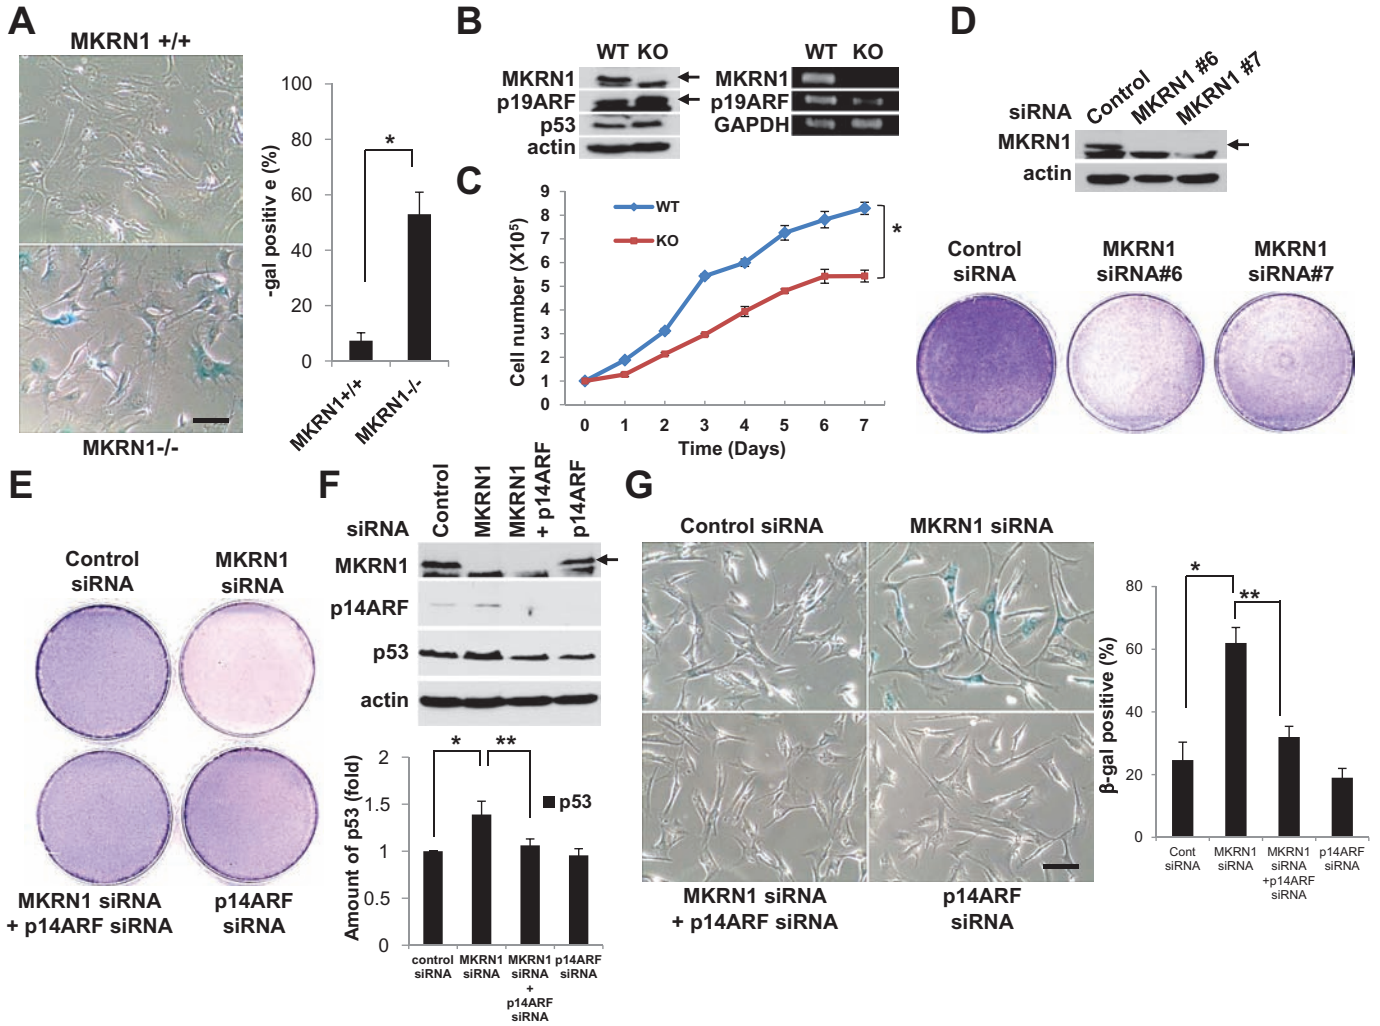 A
MKRN1 +/+
MKRN1-/-
-gal positiv e (%)
100
80
60
40
20
0
*
MKRN1+/+
MKRN1-/-
B
WT KO
MKRN1
p19ARF
p53
actin
WT KO
MKRN1
p19ARF
GAPDH
C
Cell number (X10⁵)
9
8
7
6
5
4
3
2
1
0
WT
KO
*
0 1 2 3 4 5 6 7
Time (Days)
D
siRNA
Control
MKRN1 #6
MKRN1 #7
MKRN1
actin
Control
siRNA
MKRN1
siRNA#6
MKRN1
siRNA#7
E
Control
siRNA
MKRN1
siRNA
MKRN1 siRNA
+ p14ARF siRNA
p14ARF
siRNA
F
siRNA
Control
MKRN1
MKRN1
+ p14ARF
p14ARF
MKRN1
p14ARF
p53
actin
Amount of p53 (fold)
2
1.5
1
0.5
0
*
**
p53
control
siRNA
MKRN1
siRNA
MKRN1
siRNA
+
p14ARF
siRNA
p14ARF
siRNA
G
Control siRNA
MKRN1 siRNA
MKRN1 siRNA
+ p14ARF siRNA
p14ARF
siRNA
β-gal positive (%)
80
60
40
20
0
*
**
Cont
siRNA
MKRN1
siRNA
MKRN1
siRNA
+p14ARF
siRNA
p14ARF
siRNA